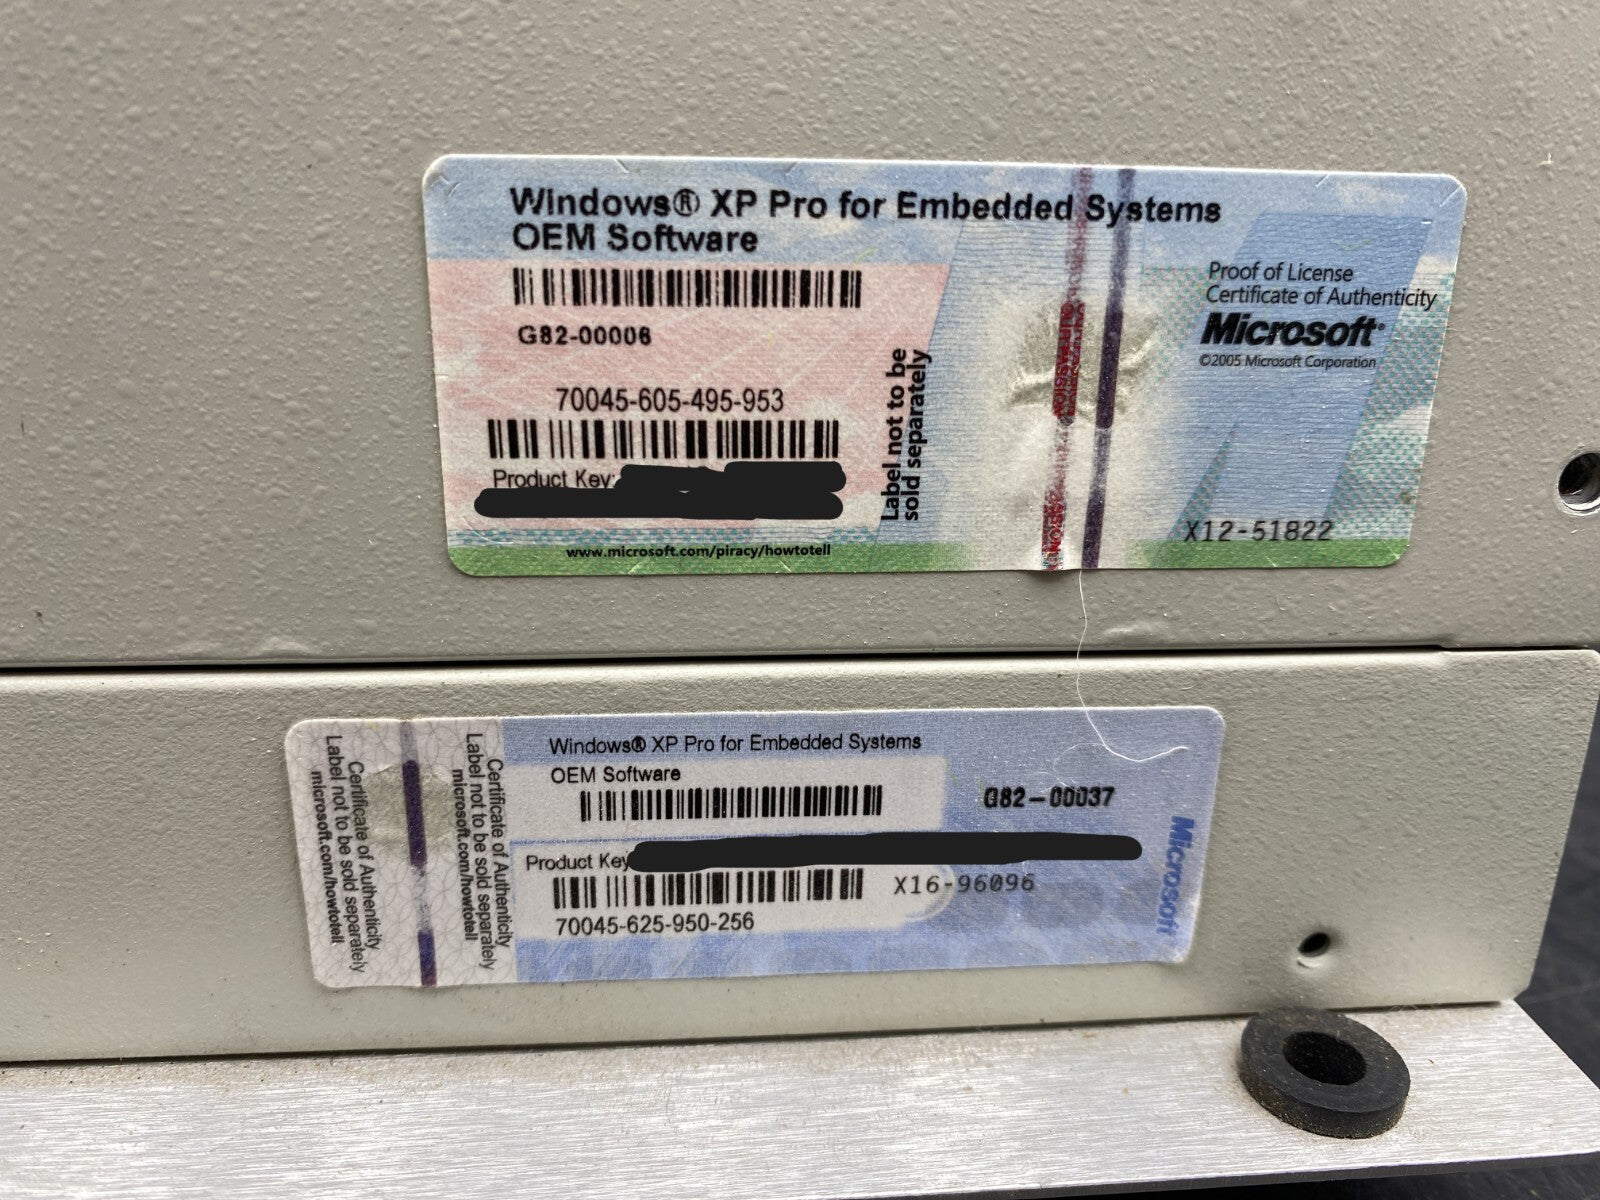 Windows® XP Pro for Embedded Systems
OEM Software
G82-00006
70045-605-495-953
Product Key:
www.microsoft.com/piracy/howtotell
Label not to be
sold separately
Proof of License
Certificate of Authenticity
Microsoft®
©2005 Microsoft Corporation
X12-51822
Certificate of Authenticity
Label not to be sold separately
microsoft.com/howtotell
Certificate of Authenticity
Label not to be sold separately
microsoft.com/howtotell
Windows® XP Pro for Embedded Systems
OEM Software
G82-00037
Product Key
X16-96096
70045-625-950-256
Microsoft